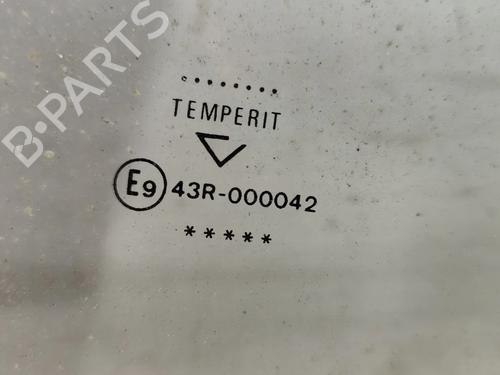 B-PARTS
........
TEMPERIT
E9 43R-000042
*****